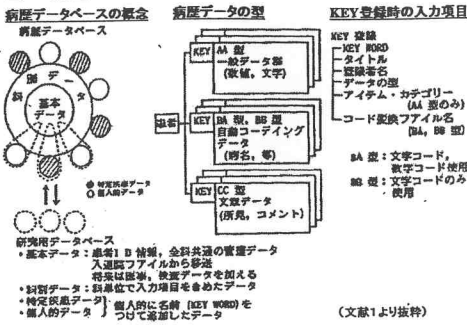 病歴データベースの概念
病歴データベース
科 別 データ
基本
データ
特定疾患データ
個人的データ
研究用データベース
・基本データ：患者ID情報，全科共通の管理データ
入退院ファイルから移送
将来は医事，検査データを加える
・科別データ：科単位で入力項目を含めたデータ
・特定疾患データ
・個人的データ
個人的に名前（KEY WORD）を
つけて追加したデータ
病歴データの型
患者
KEY
AA 型
一般データ群
（数値，文字）
KEY
BA 型，BB 型
自動コーディング
データ
（病名，等）
KEY
CC 型
文章データ
（所見，コメント）
KEY登録時の入力項目
KEY 登録
KEY WORD
タイトル
登録者名
データの型
アイテム・カテゴリー
（AA 型のみ）
コード変換ファイル名
（BA，BB 型）
BA 型：文字コード，
数字コード使用
BB 型：文字コードのみ
使用
（文献1より抜粋）